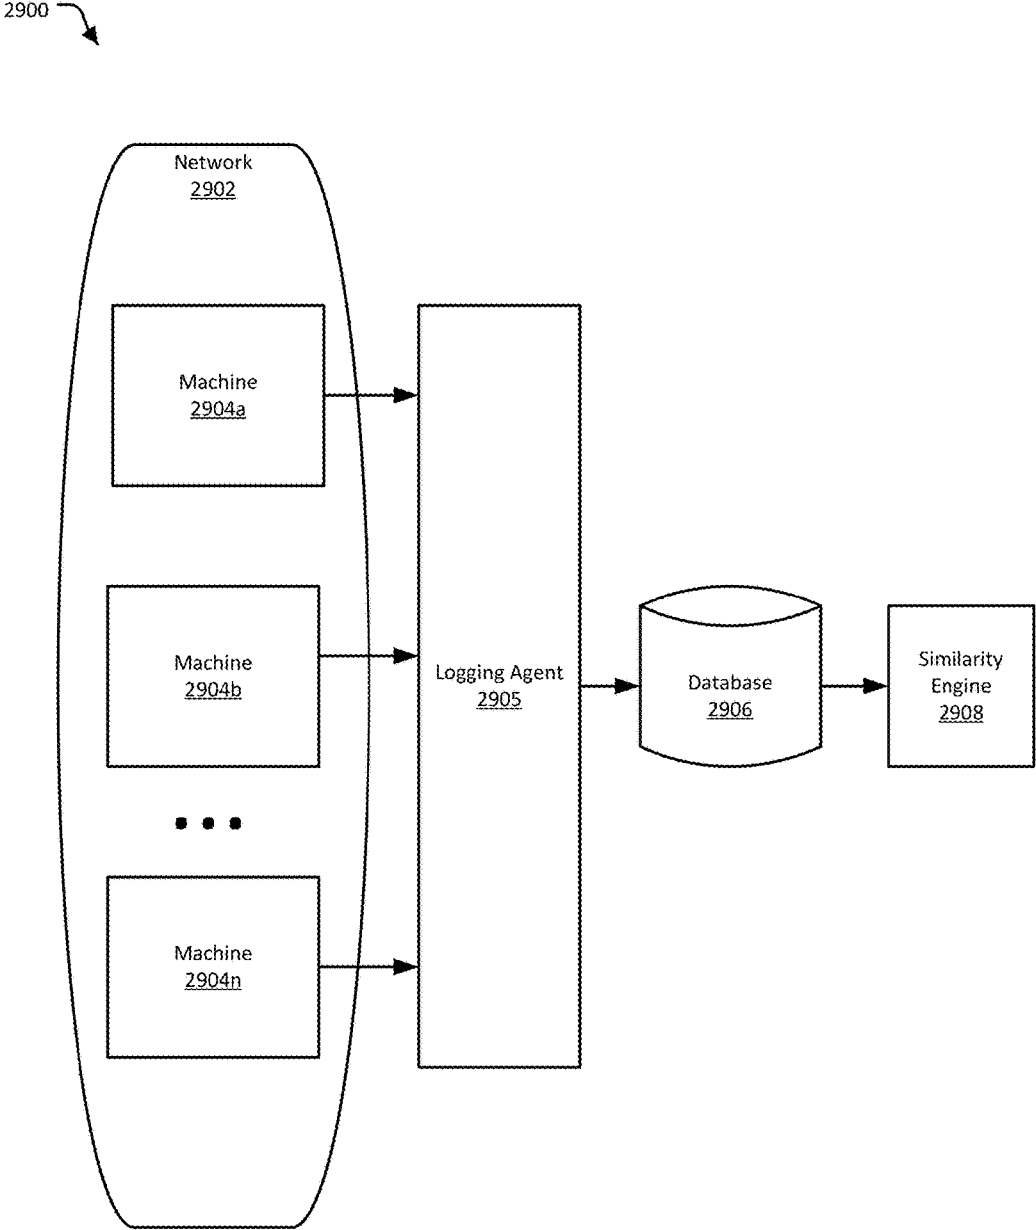 2900
Network
2902
Machine
2904a
Machine
2904b
Logging Agent
2905
Database
2906
Similarity
Engine
2908
Machine
2904n